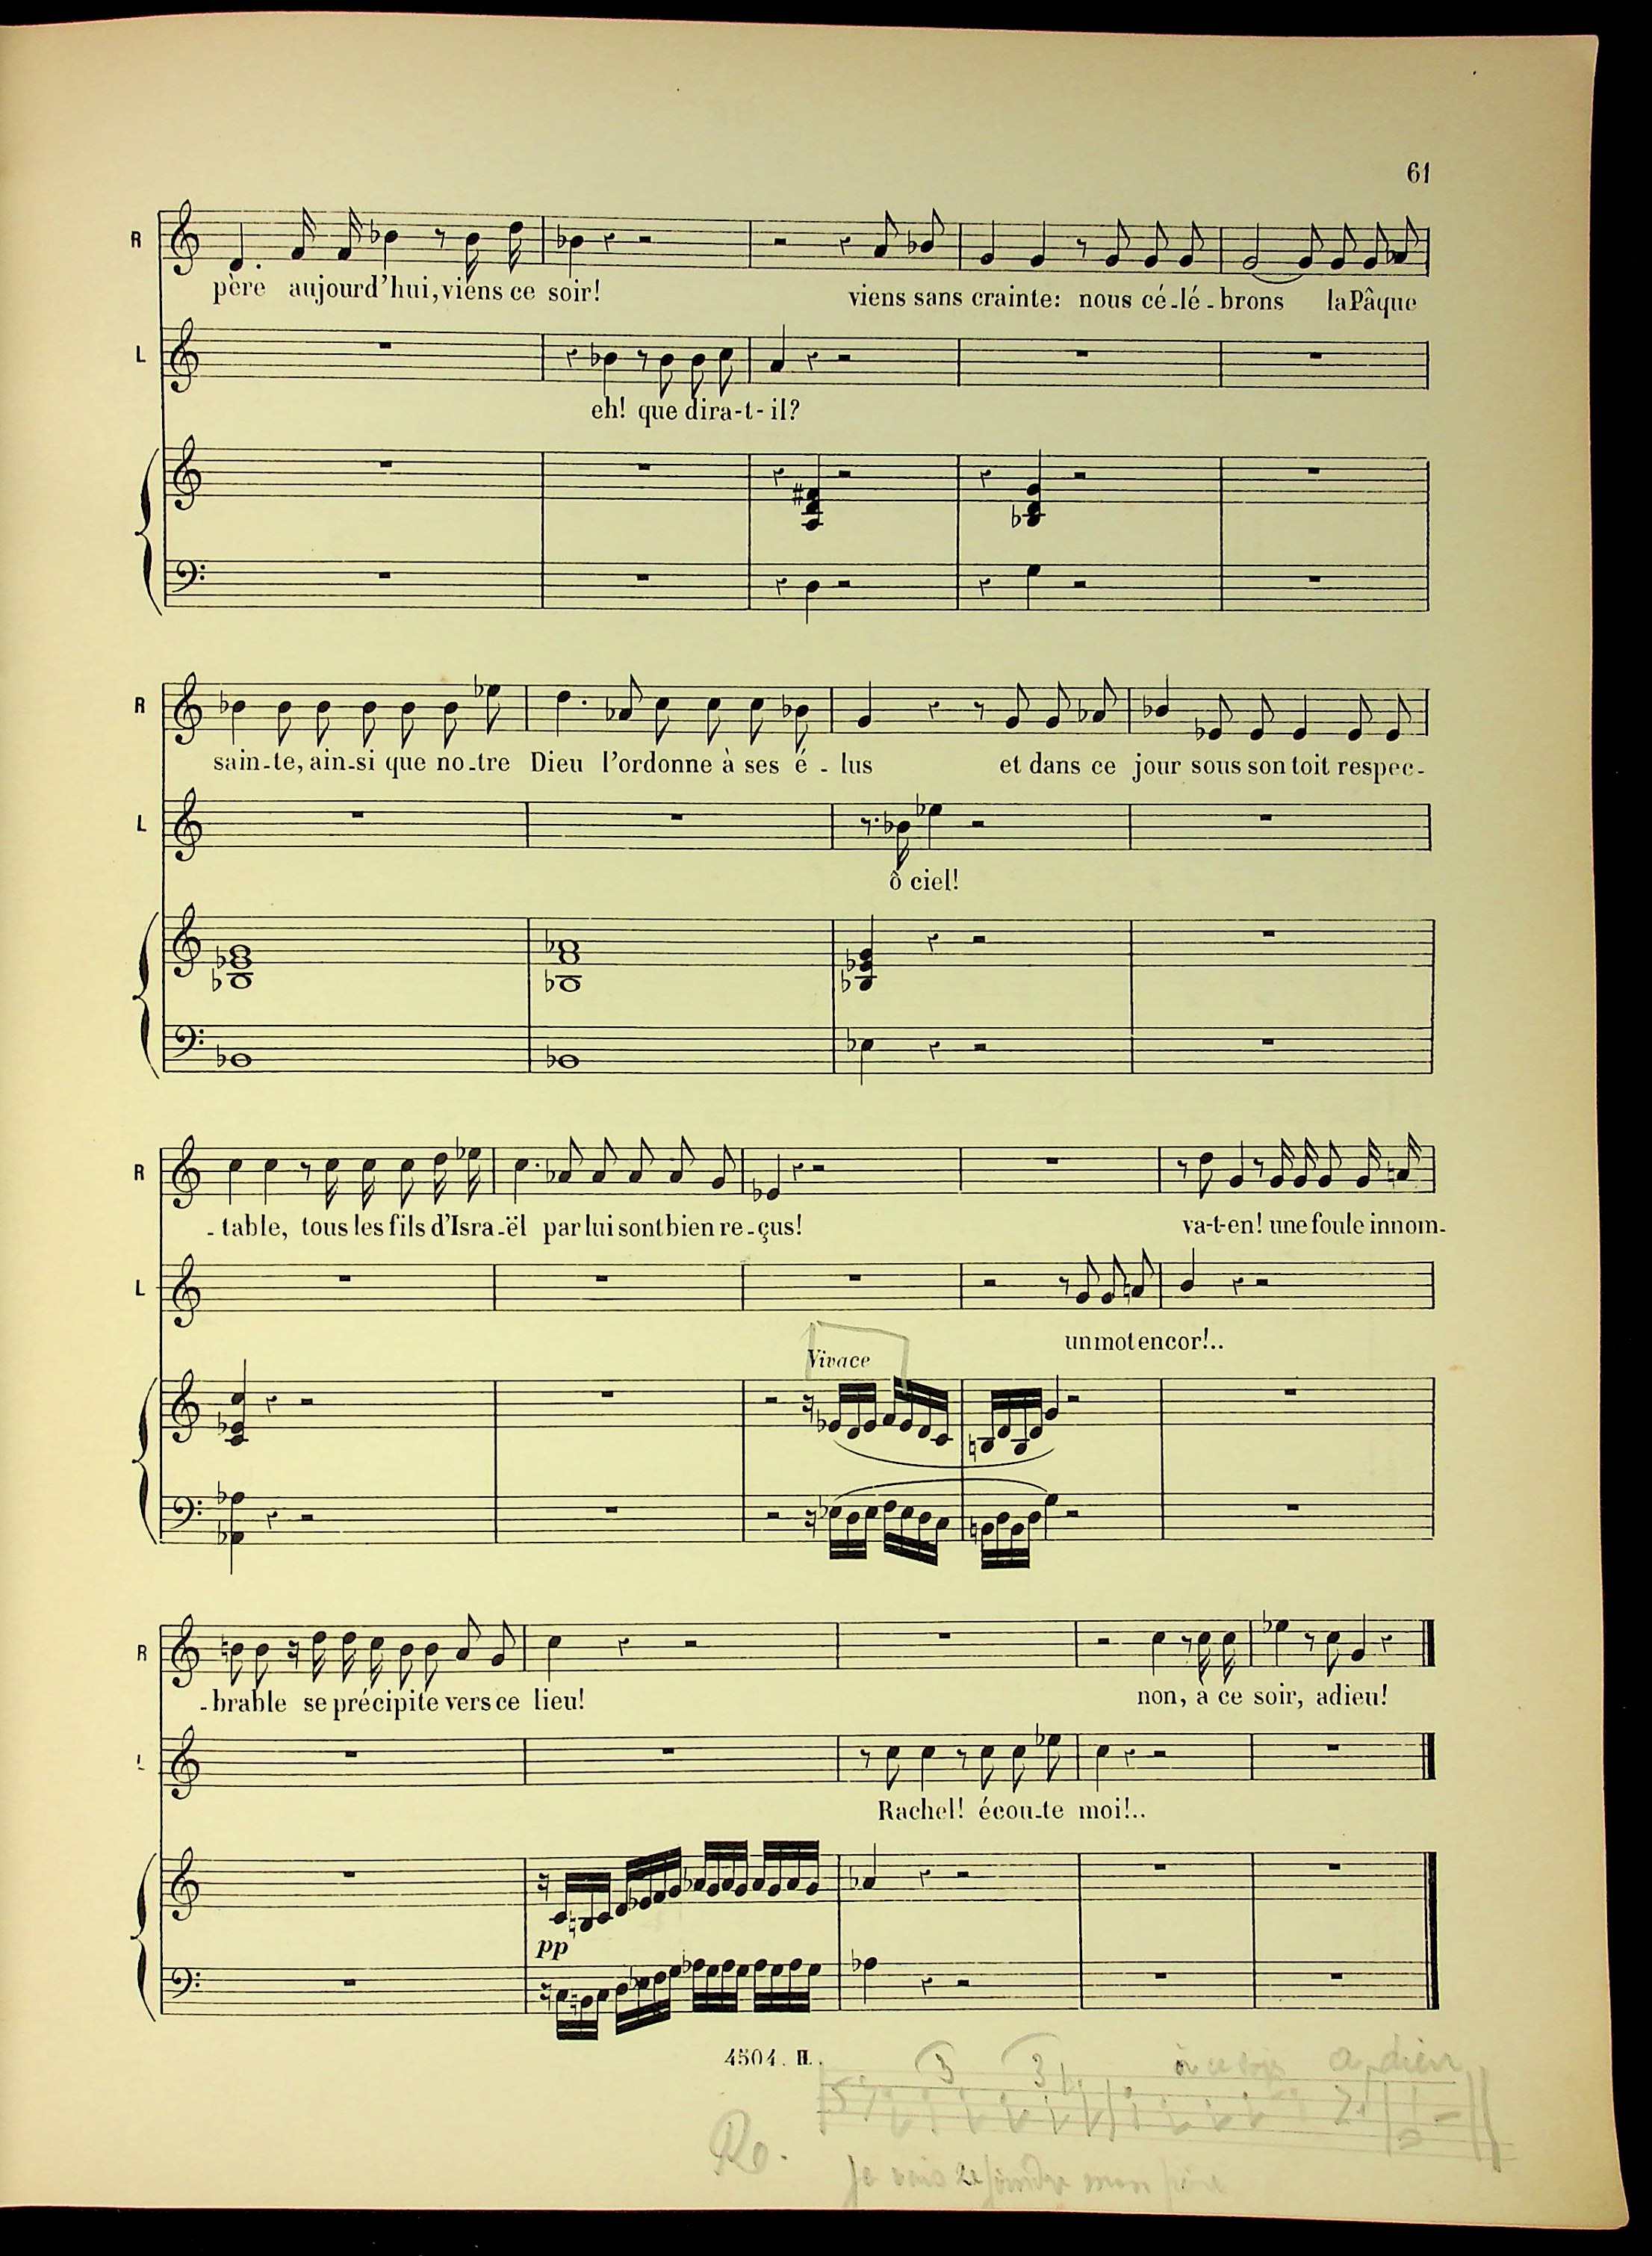 61
R
père aujourd'hui, viens ce soir! viens sans crainte: nous cé-lé-brons la Pâque
L
eh! que dira-t-il?
R
sain-te, ain-si que no-tre Dieu l'ordonne à ses é-lus et dans ce jour sous son toit respec-
L
ô ciel!
R
-table, tous les fils d'Isra-ël par lui sont bien re-çus! va-t-en! une foule innom-
L
un mot encor!..
Vivace
R
-brable se précipite vers ce lieu! non, à ce soir, adieu!
L
Rachel! écou-te moi!..
pp
4504. H.
3 3 à ce soir a dieu
Je vais rejoindre mon père